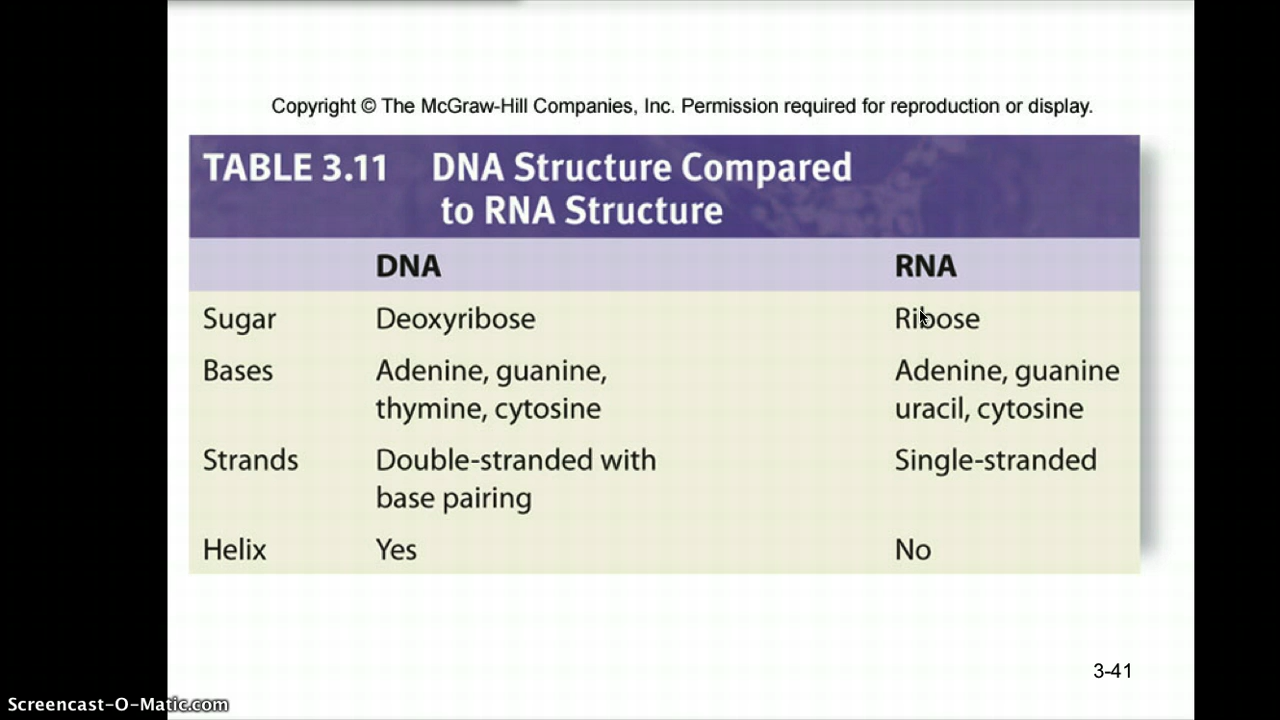 Copyright © The McGraw-Hill Companies, Inc. Permission required for reproduction or display.
TABLE 3.11 DNA Structure Compared
to RNA Structure
DNA RNA
Sugar Deoxyribose Ribose
Bases Adenine, guanine, Adenine, guanine
thymine, cytosine uracil, cytosine
Strands Double-stranded with Single-stranded
base pairing
Helix Yes No
3-41
Screencast-O-Matic.com